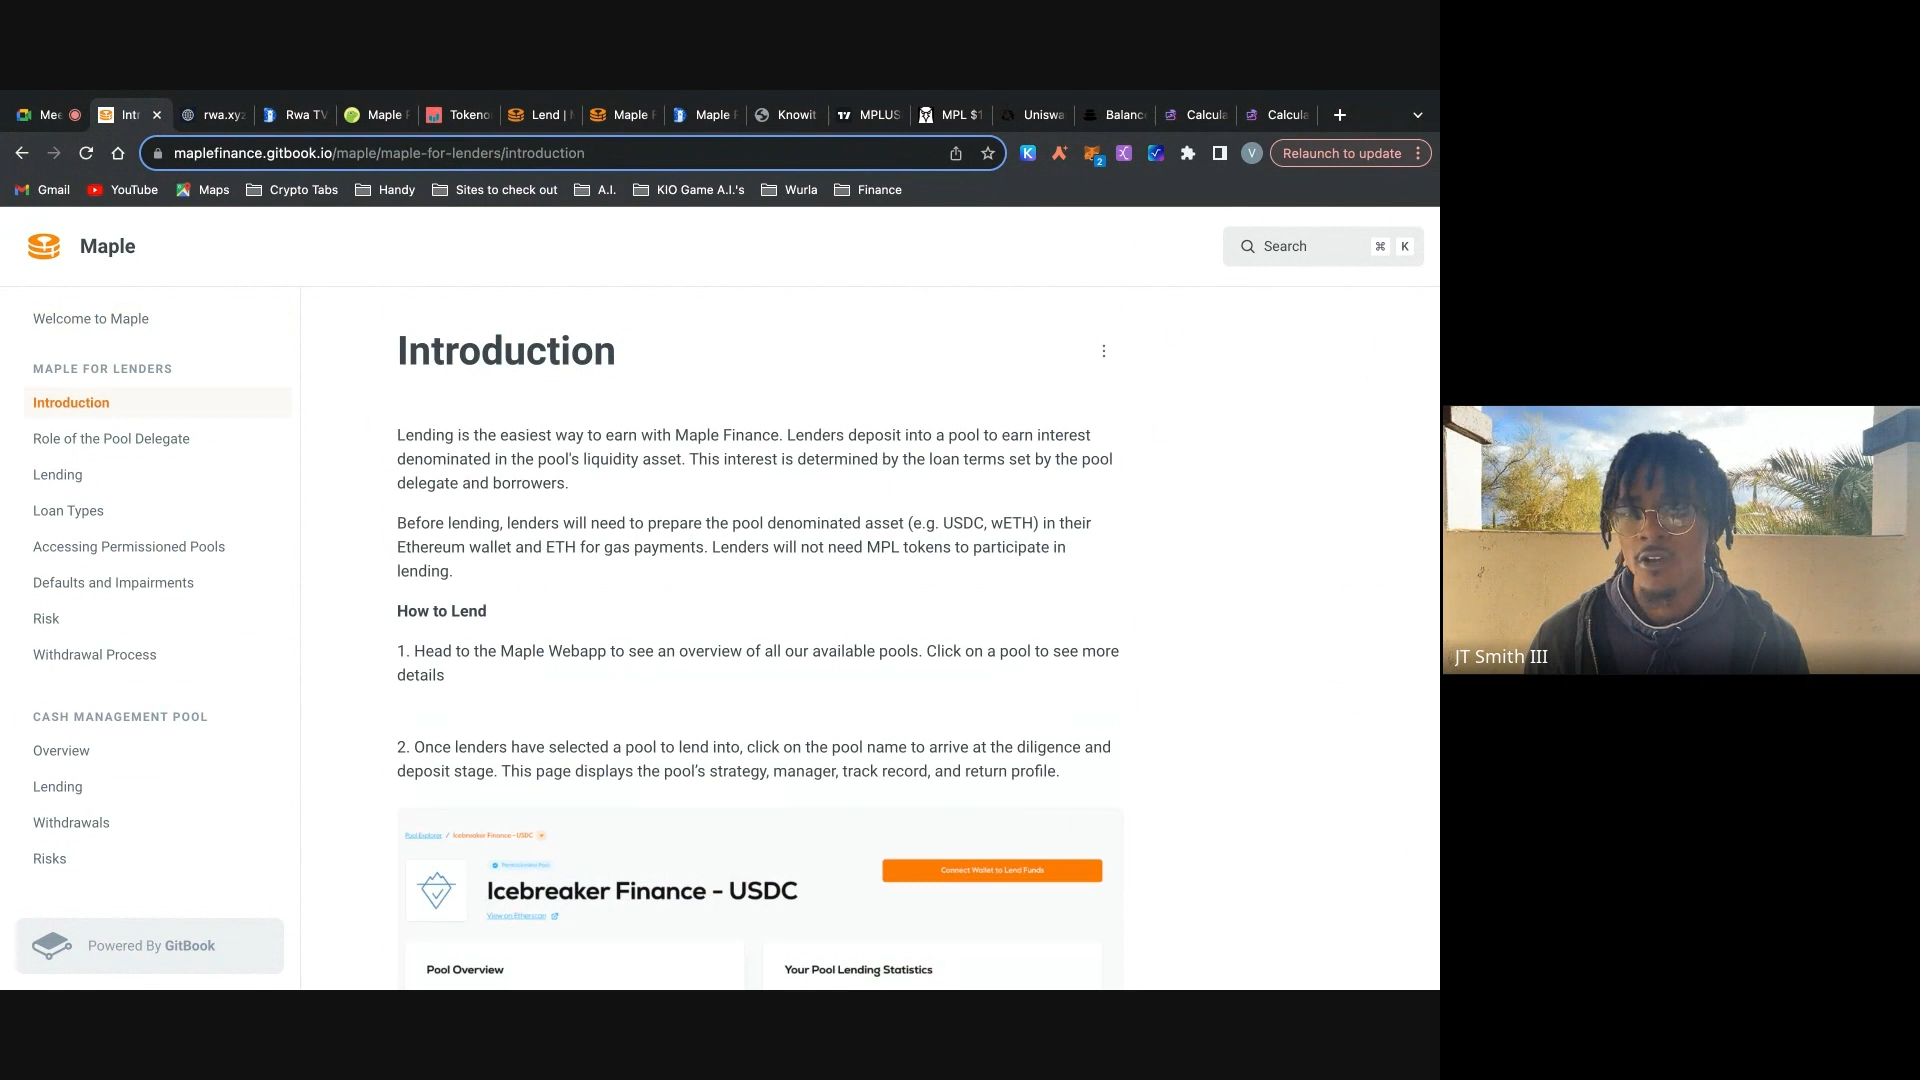 Mee
Intr
rwa.xyz
Rwa TV
Maple F
Tokeno
Lend | M
Maple F
Maple F
Knowit
MPLUS
MPL $1
Uniswa
Balanc
Calcula
Calcula
maplefinance.gitbook.io/maple/maple-for-lenders/introduction
K
2
V
Relaunch to update
Gmail
YouTube
Maps
Crypto Tabs
Handy
Sites to check out
A.I.
KIO Game A.I.'s
Wurla
Finance
Maple
Search
⌘ K
Welcome to Maple
MAPLE FOR LENDERS
Introduction
Role of the Pool Delegate
Lending
Loan Types
Accessing Permissioned Pools
Defaults and Impairments
Risk
Withdrawal Process
CASH MANAGEMENT POOL
Overview
Lending
Withdrawals
Risks
Powered By GitBook
Introduction
Lending is the easiest way to earn with Maple Finance. Lenders deposit into a pool to earn interest
denominated in the pool's liquidity asset. This interest is determined by the loan terms set by the pool
delegate and borrowers.
Before lending, lenders will need to prepare the pool denominated asset (e.g. USDC, wETH) in their
Ethereum wallet and ETH for gas payments. Lenders will not need MPL tokens to participate in
lending.
How to Lend
1. Head to the Maple Webapp to see an overview of all our available pools. Click on a pool to see more
details
2. Once lenders have selected a pool to lend into, click on the pool name to arrive at the diligence and
deposit stage. This page displays the pool's strategy, manager, track record, and return profile.
Pool Explorer / Icebreaker Finance - USDC
Permissioned Pool
Icebreaker Finance - USDC
View on Etherscan
Connect Wallet to Lend Funds
Pool Overview
Your Pool Lending Statistics
JT Smith III